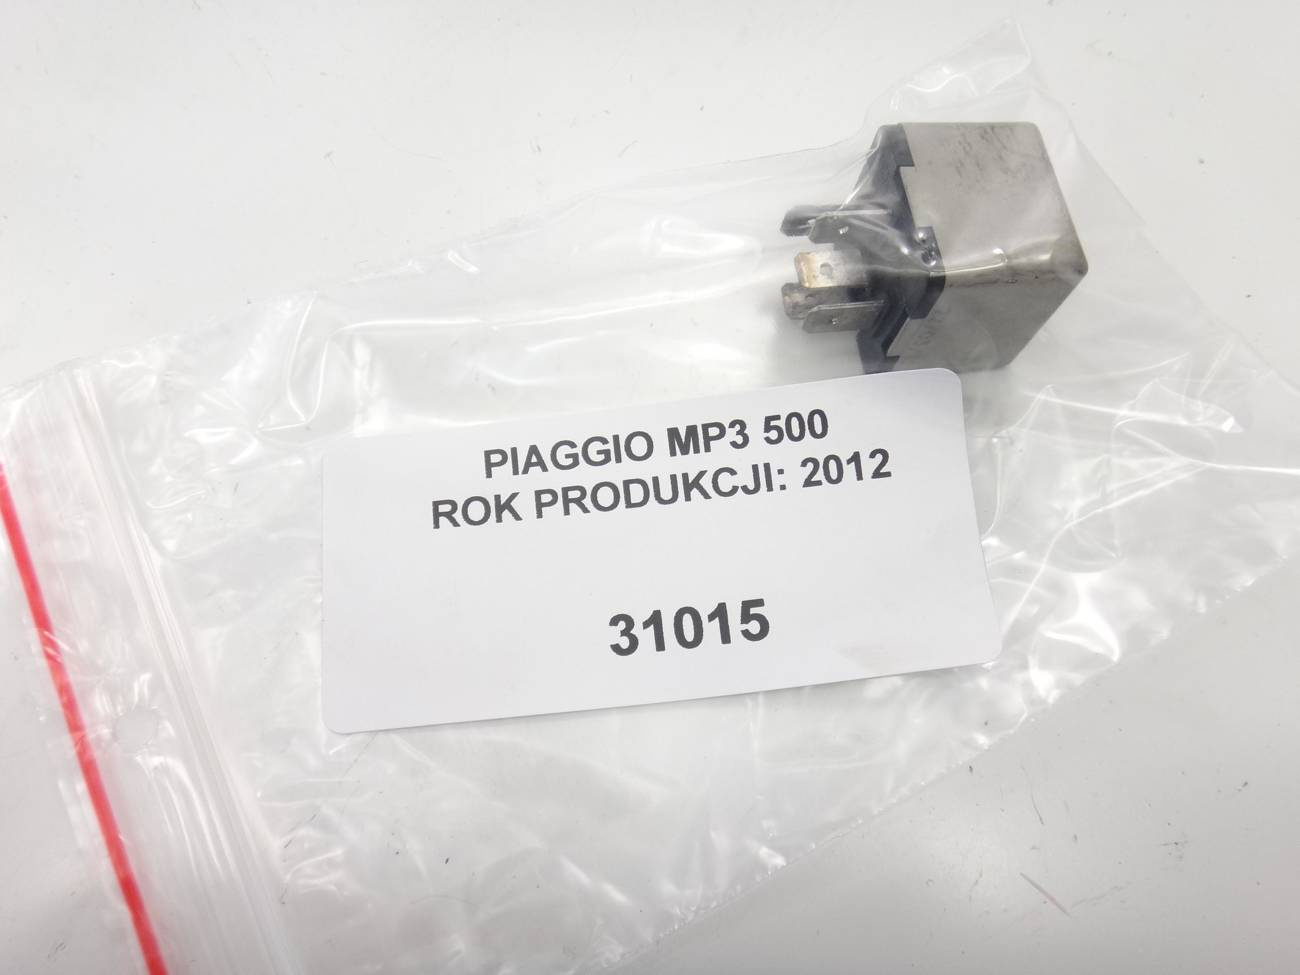 PIAGGIO MP3 500
ROK PRODUKCJI: 2012
31015